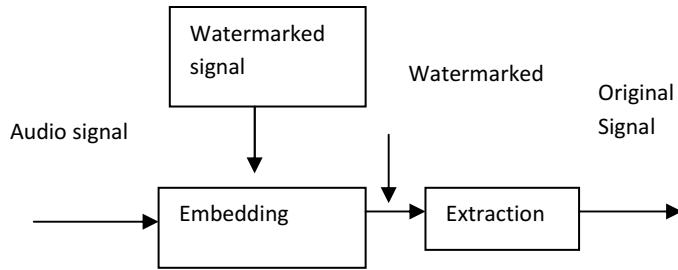 Watermarked
signal
Watermarked
Original
Signal
Audio signal
Embedding
Extraction